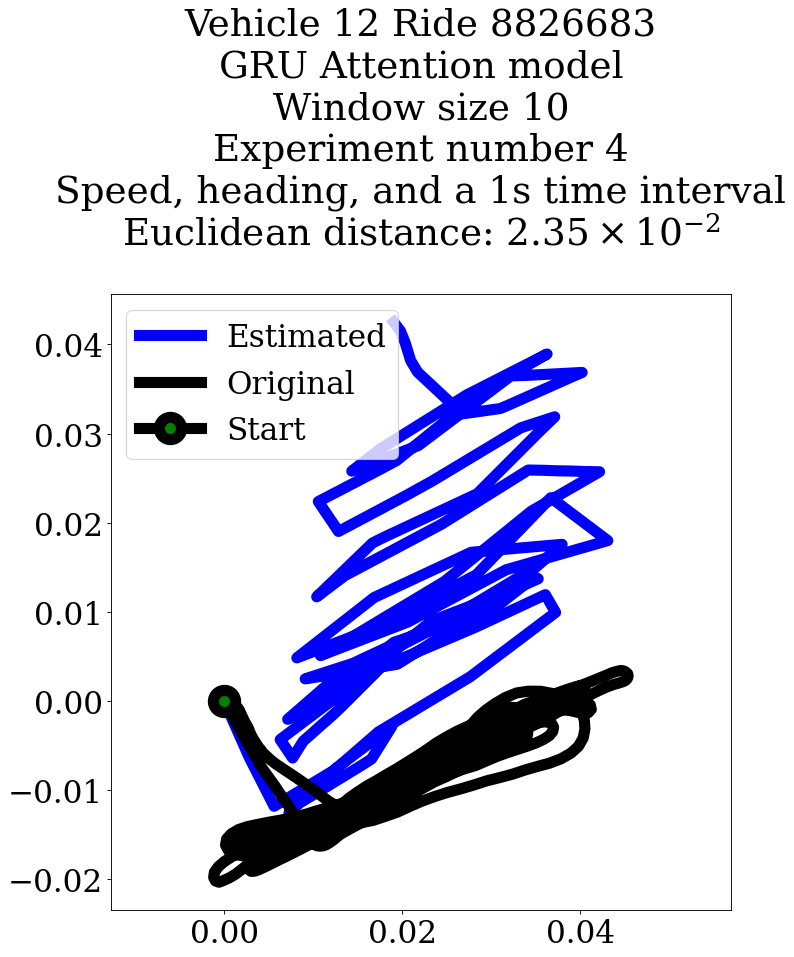 Vehicle 12 Ride 8826683
GRU Attention model
Window size 10
Experiment number 4
Speed, heading, and a 1s time interval
Euclidean distance: 2.35 × 10⁻²
Estimated
Original
Start
0.04
0.03
0.02
0.01
0.00
−0.01
−0.02
0.00 0.02 0.04